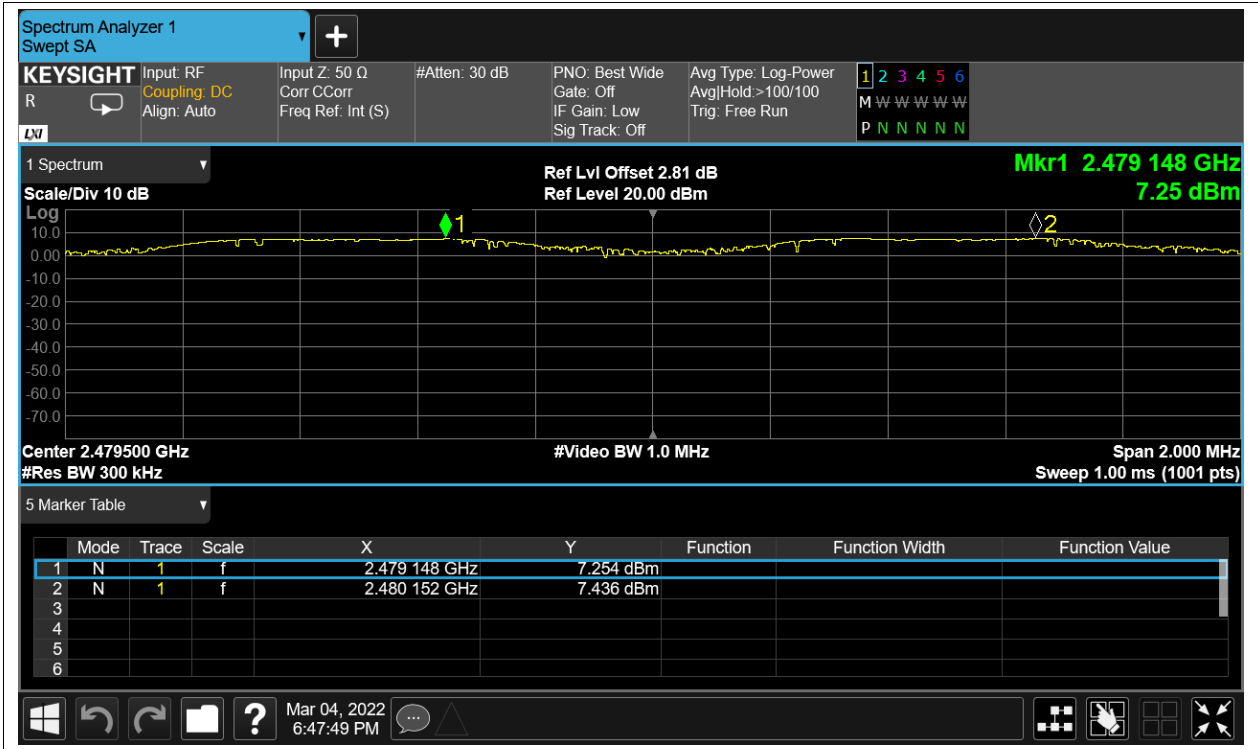 Spectrum Analyzer 1
Swept SA
+
KEYSIGHT
R
LXI
Input: RF
Coupling: DC
Align: Auto
Input Z: 50 Ω
Corr CCorr
Freq Ref: Int (S)
#Atten: 30 dB
PNO: Best Wide
Gate: Off
IF Gain: Low
Sig Track: Off
Avg Type: Log-Power
Avg|Hold:>100/100
Trig: Free Run
1 2 3 4 5 6
M W W W W W
P N N N N N
1 Spectrum
Scale/Div 10 dB
Ref Lvl Offset 2.81 dB
Ref Level 20.00 dBm
Mkr1 2.479 148 GHz
7.25 dBm
Log
10.0
0.00
-10.0
-20.0
-30.0
-40.0
-50.0
-60.0
-70.0
1
2
Center 2.479500 GHz
#Res BW 300 kHz
#Video BW 1.0 MHz
Span 2.000 MHz
Sweep 1.00 ms (1001 pts)
5 Marker Table
Mode Trace Scale X Y Function Function Width Function Value
1 N 1 f 2.479 148 GHz 7.254 dBm
2 N 1 f 2.480 152 GHz 7.436 dBm
3
4
5
6
?
Mar 04, 2022
6:47:49 PM